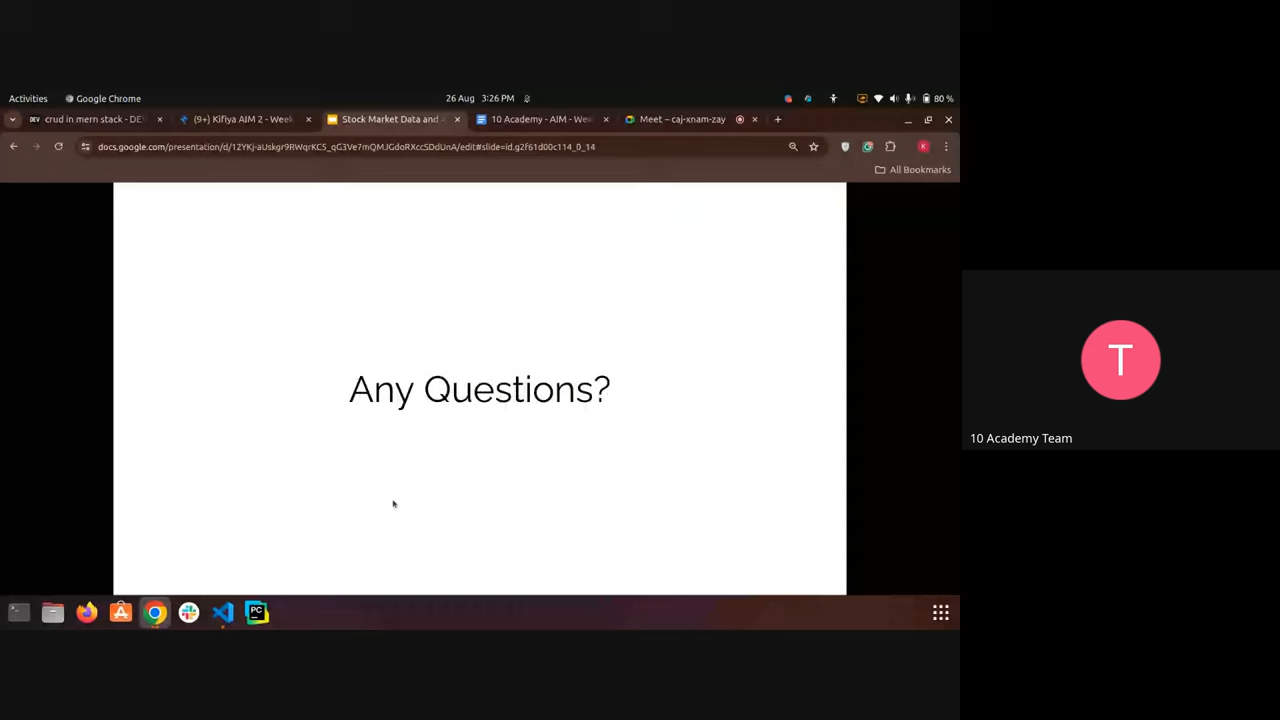 Activities
Google Chrome
26 Aug 3:26 PM
80 %
DEV
crud in mern stack - DE
(9+) Kifiya AIM 2 - Week
Stock Market Data and
10 Academy - AIM - We
Meet – caj-xnam-zay
K
All Bookmarks
Any Questions?
T
10 Academy Team
PC